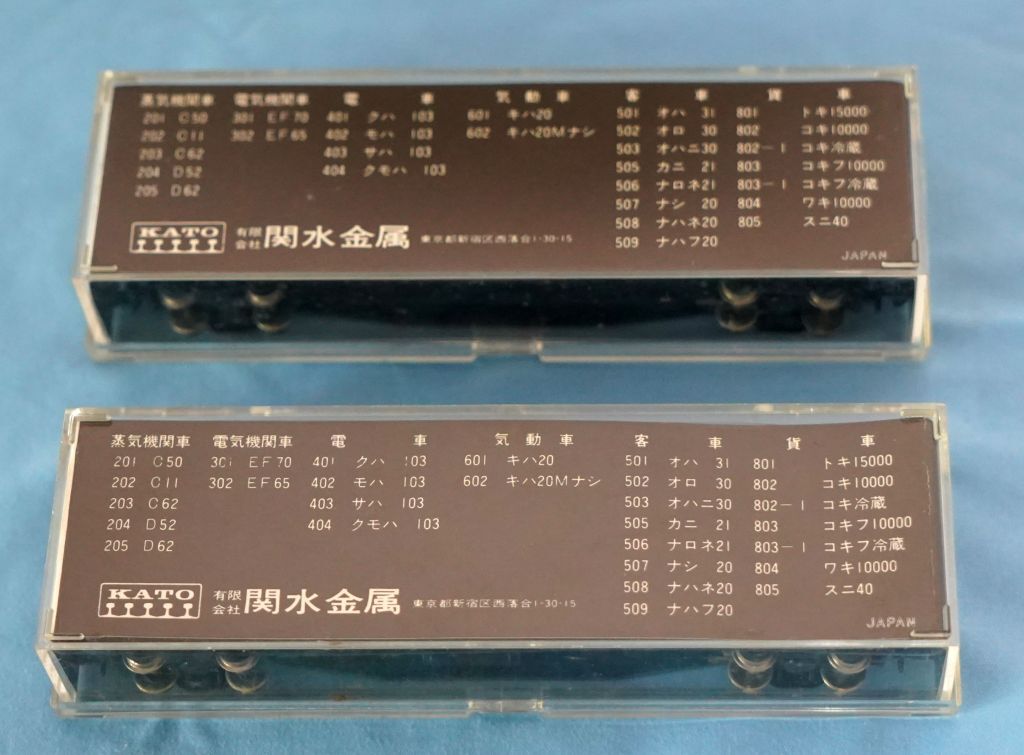 蒸気機関車 電気機関車 電 車 気動車 客 車 貨 車
201 C50 301 EF70 401 クハ 103 601 キハ20 501 オハ 31 801 トキ15000
202 C11 302 EF65 402 モハ 103 602 キハ20Mナシ 502 オロ 30 802 コキ10000
203 C62 403 サハ 103 503 オハニ30 802-1 コキ冷蔵
204 D52 404 クモハ 103 505 カニ 21 803 コキフ10000
205 D62 506 ナロネ21 803-1 コキフ冷蔵
507 ナシ 20 804 ワキ10000
508 ナハネ20 805 スニ40
509 ナハフ20
KATO 有限会社 関水金属 東京都新宿区西落合1-30-15
JAPAN
蒸気機関車 電気機関車 電 車 気動車 客 車 貨 車
201 C50 301 EF70 401 クハ 103 601 キハ20 501 オハ 31 801 トキ15000
202 C11 302 EF65 402 モハ 103 602 キハ20Mナシ 502 オロ 30 802 コキ10000
203 C62 403 サハ 103 503 オハニ30 802-1 コキ冷蔵
204 D52 404 クモハ 103 505 カニ 21 803 コキフ10000
205 D62 506 ナロネ21 803-1 コキフ冷蔵
507 ナシ 20 804 ワキ10000
508 ナハネ20 805 スニ40
509 ナハフ20
KATO 有限会社 関水金属 東京都新宿区西落合1-30-15
JAPAN